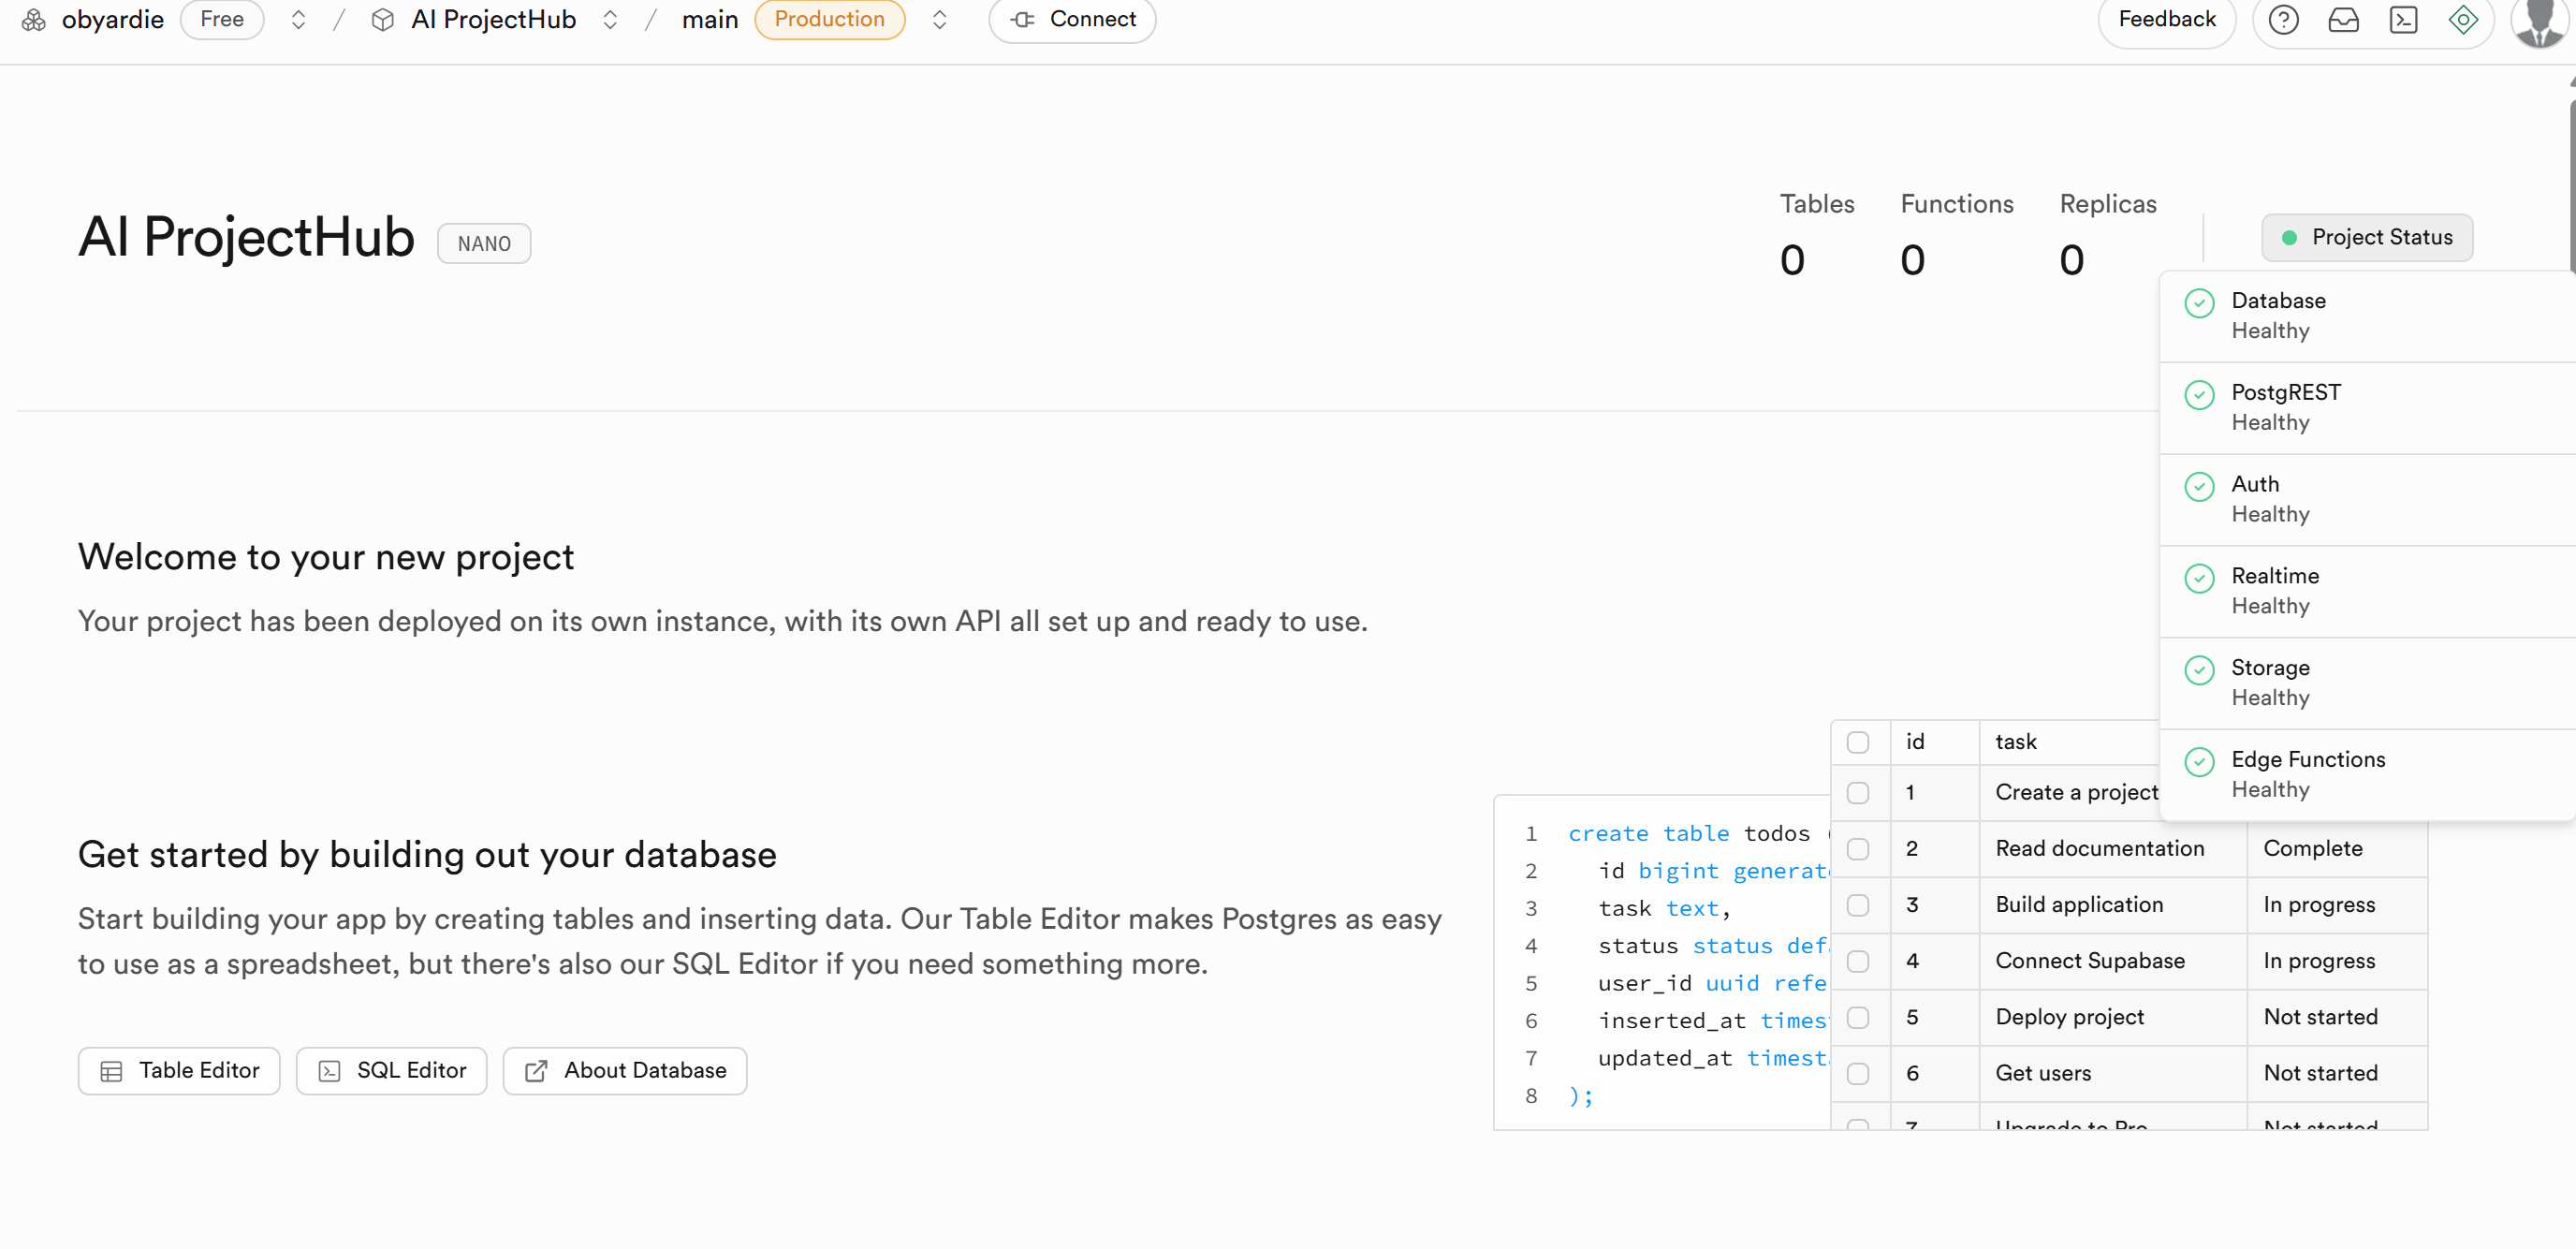 obyardie Free / AI ProjectHub / main Production Connect Feedback
AI ProjectHub NANO
Tables Functions Replicas
0 0 0
Project Status
Database
Healthy
PostgREST
Healthy
Auth
Healthy
Realtime
Healthy
Storage
Healthy
Edge Functions
Healthy
Welcome to your new project
Your project has been deployed on its own instance, with its own API all set up and ready to use.
Get started by building out your database
Start building your app by creating tables and inserting data. Our Table Editor makes Postgres as easy
to use as a spreadsheet, but there's also our SQL Editor if you need something more.
Table Editor SQL Editor About Database
1 create table todos (
2 id bigint generat
3 task text,
4 status status def
5 user_id uuid refe
6 inserted_at times
7 updated_at timest
8 );
id task
1 Create a project
2 Read documentation Complete
3 Build application In progress
4 Connect Supabase In progress
5 Deploy project Not started
6 Get users Not started
7 Upgrade to Pro Not started